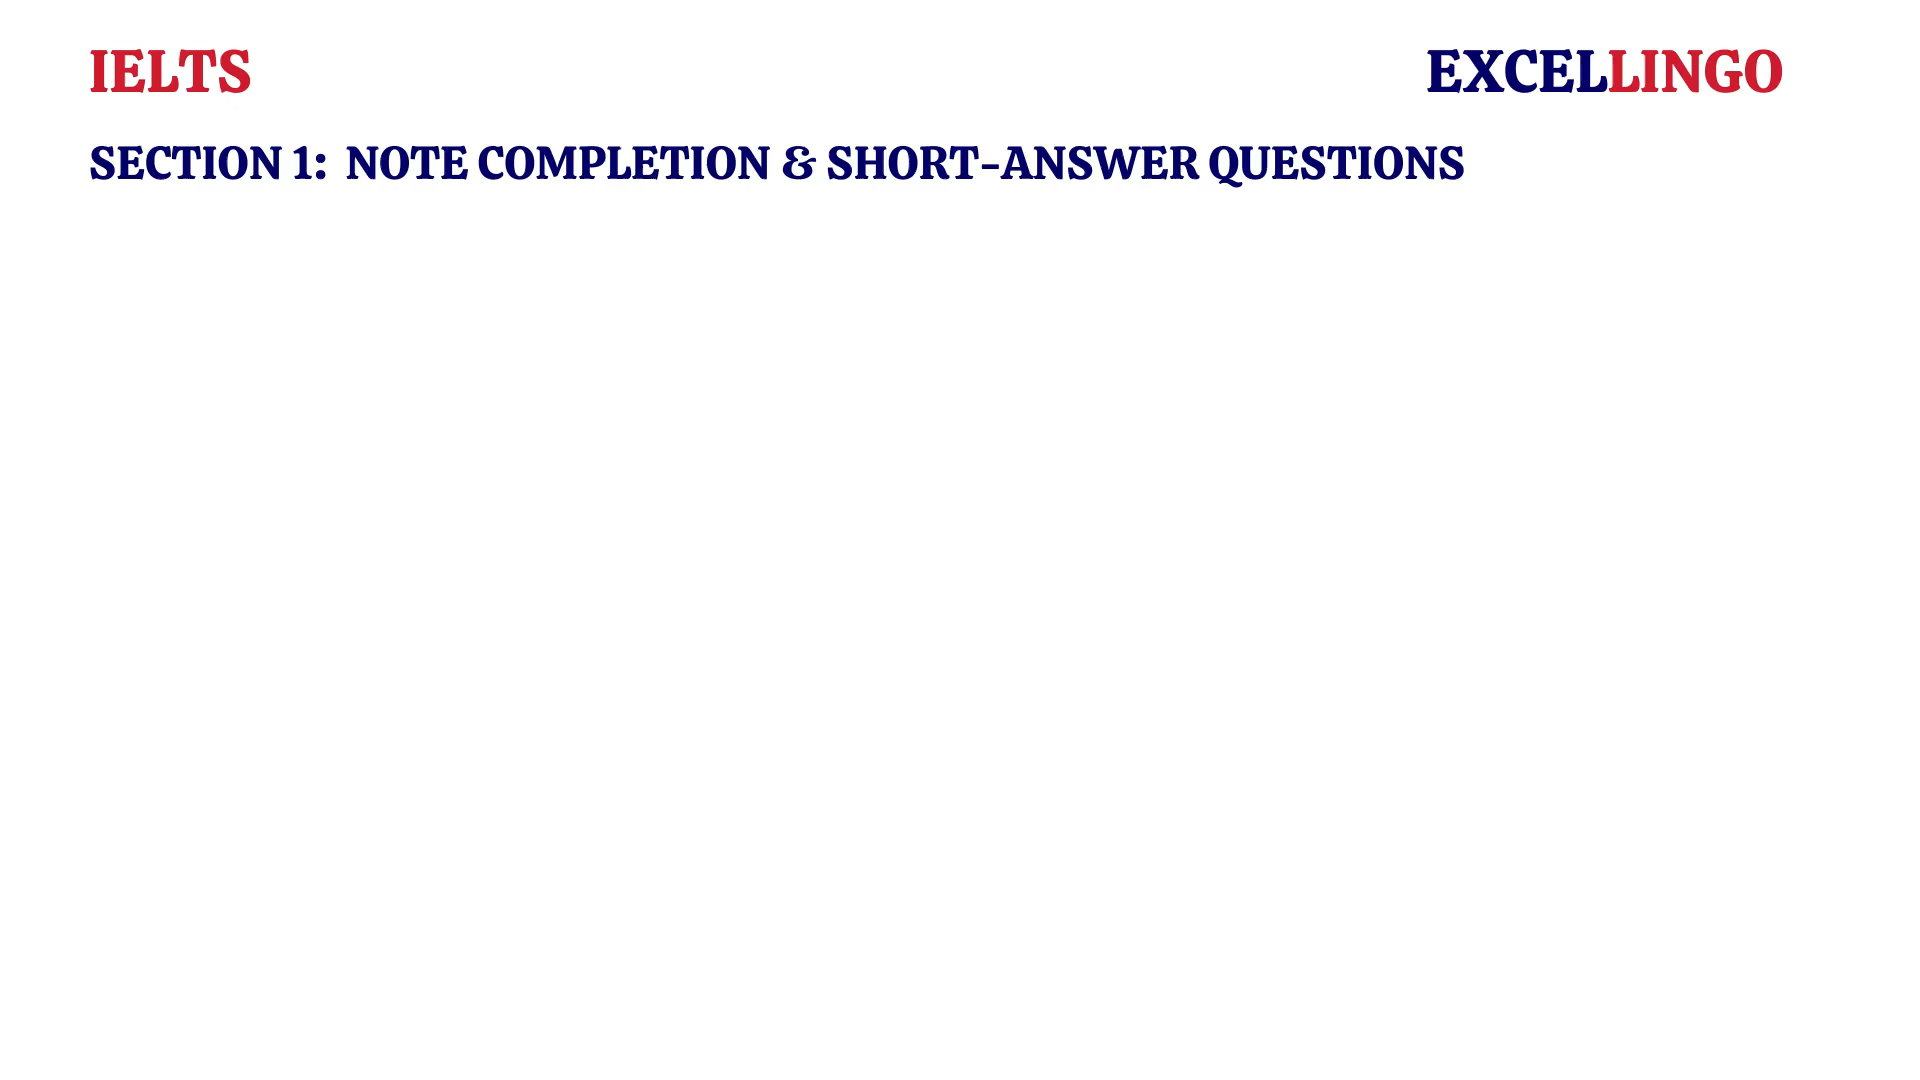 IELTS
EXCELLINGO
SECTION 1: NOTE COMPLETION & SHORT-ANSWER QUESTIONS